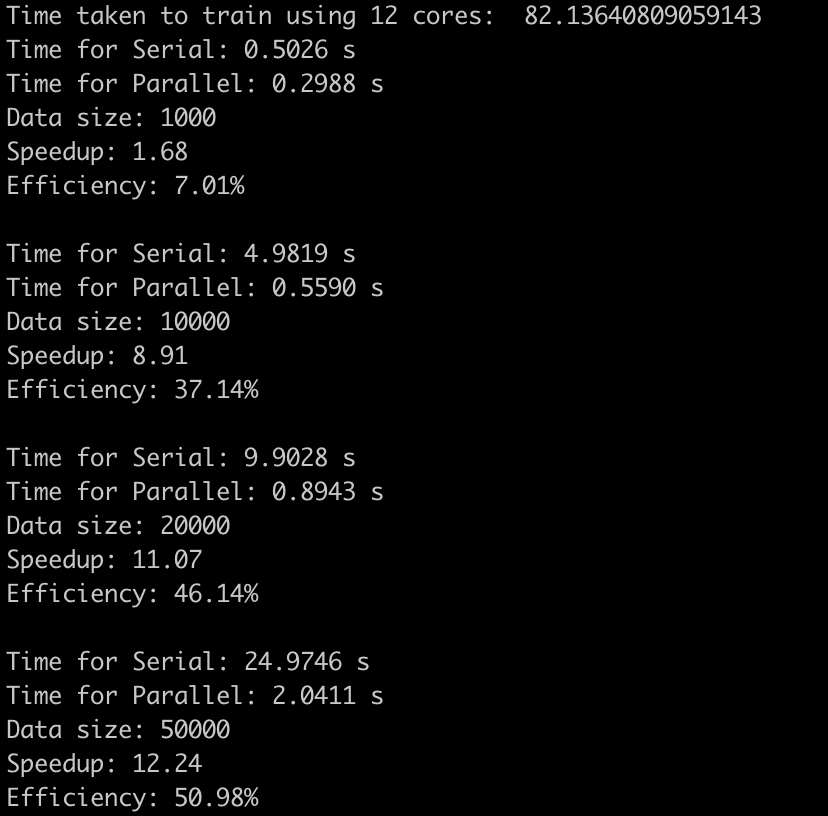 Time taken to train using 12 cores:  82.13640809059143
Time for Serial: 0.5026 s
Time for Parallel: 0.2988 s
Data size: 1000
Speedup: 1.68
Efficiency: 7.01%

Time for Serial: 4.9819 s
Time for Parallel: 0.5590 s
Data size: 10000
Speedup: 8.91
Efficiency: 37.14%

Time for Serial: 9.9028 s
Time for Parallel: 0.8943 s
Data size: 20000
Speedup: 11.07
Efficiency: 46.14%

Time for Serial: 24.9746 s
Time for Parallel: 2.0411 s
Data size: 50000
Speedup: 12.24
Efficiency: 50.98%